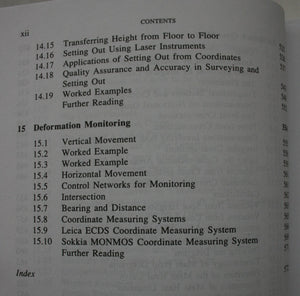 xii
CONTENTS
14.15 Transferring Height from Floor to Floor
14.16 Setting Out Using Laser Instruments
14.17 Applications of Setting Out from Coordinates
14.18 Quality Assurance and Accuracy in Surveying and
Setting Out
14.19 Worked Examples
Further Reading
15 Deformation Monitoring
15.1 Vertical Movement
15.2 Worked Example
15.3 Worked Example
15.4 Horizontal Movement
15.5 Control Networks for Monitoring
15.6 Intersection
15.7 Bearing and Distance
15.8 Coordinate Measuring Systems
15.9 Leica ECDS Coordinate Measuring System
15.10 Sokkia MONMOS Coordinate Measuring System
Further Reading
Index